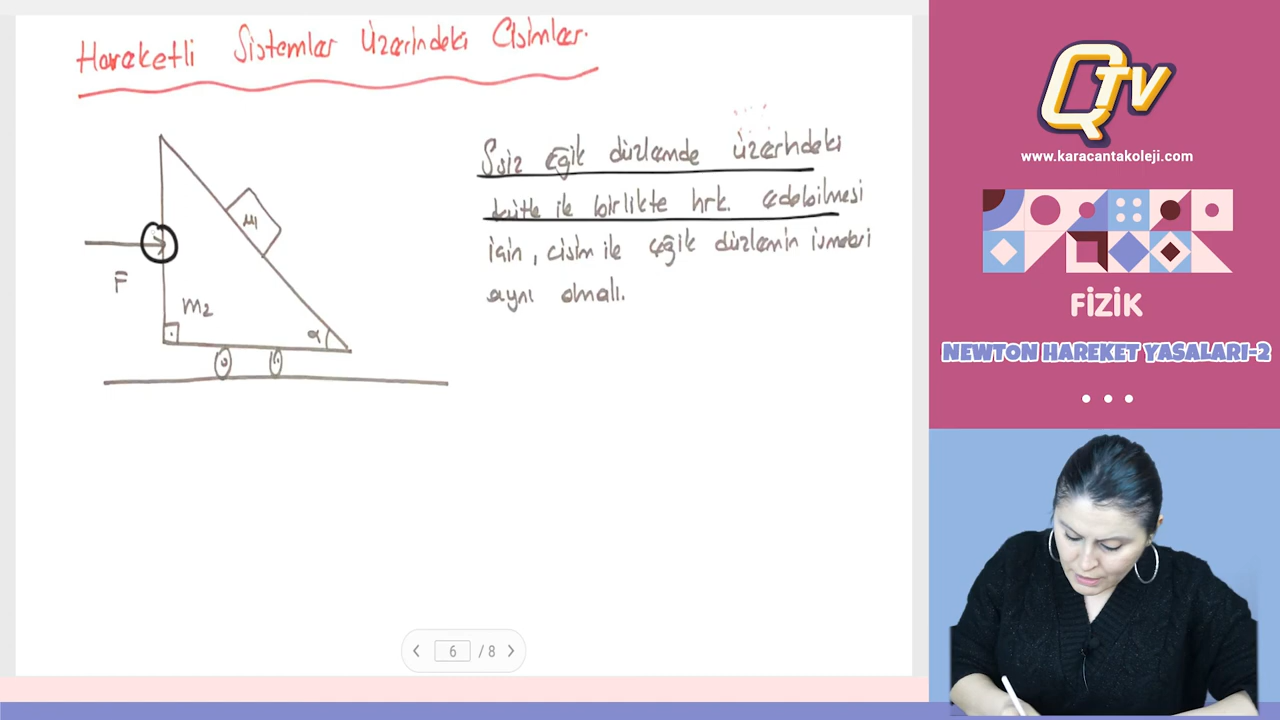 Hareketli Sistemler Üzerindeki Cisimler.
Ssiz eğik düzlemde üzerindeki
kütle ile birlikte hrk. edebilmesi
için, cisim ile eğik düzlemin ivmeleri
aynı olmalı.
m1
F
m2
α
6 / 8
QTV
www.karacantakoleji.com
FİZİK
NEWTON HAREKET YASALARI-2